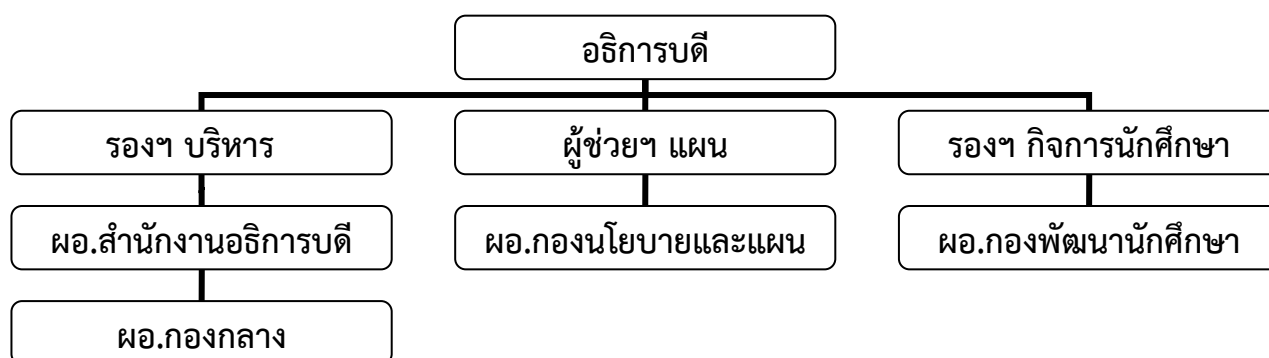 อธิการบดี
รองฯ บริหาร
ผู้ช่วยฯ แผน
รองฯ กิจการนักศึกษา
ผอ.สำนักงานอธิการบดี
ผอ.กองนโยบายและแผน
ผอ.กองพัฒนานักศึกษา
ผอ.กองกลาง